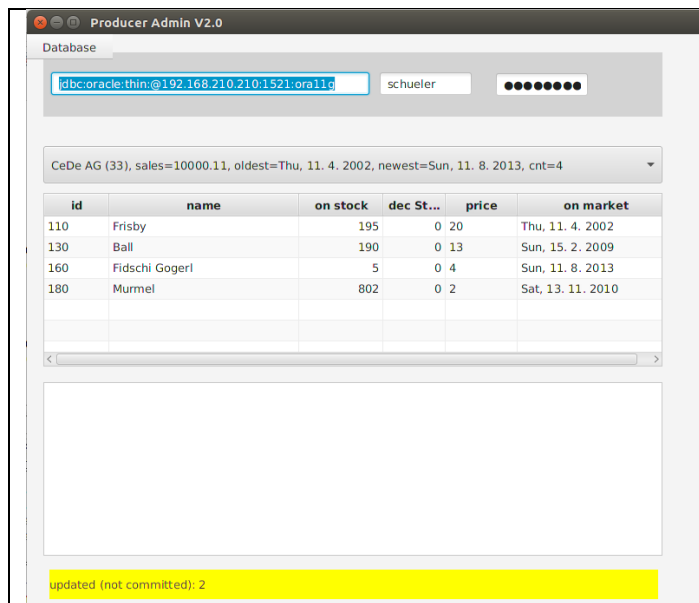 Producer Admin V2.0
Database
jdbc:oracle:thin:@192.168.210.210:1521:ora11g schueler ●●●●●●●●
CeDe AG (33), sales=10000.11, oldest=Thu, 11. 4. 2002, newest=Sun, 11. 8. 2013, cnt=4
id name on stock dec St... price on market
110 Frisby 195 0 20 Thu, 11. 4. 2002
130 Ball 190 0 13 Sun, 15. 2. 2009
160 Fidschi Gogerl 5 0 4 Sun, 11. 8. 2013
180 Murmel 802 0 2 Sat, 13. 11. 2010
updated (not committed): 2